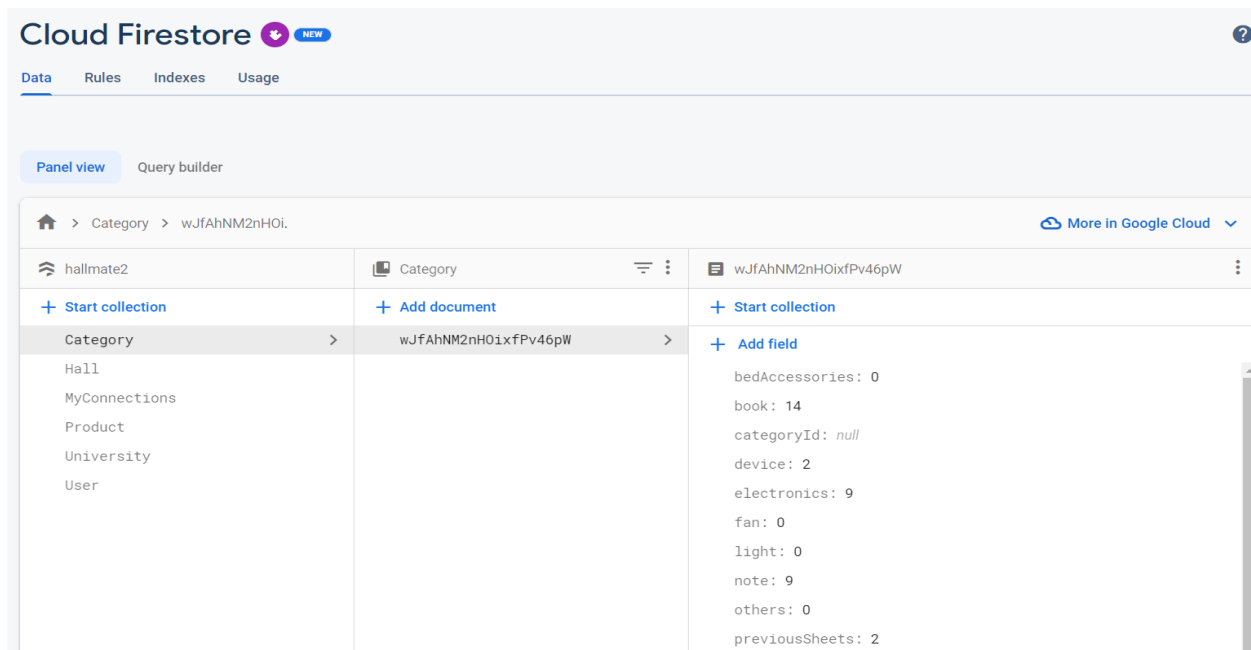 Cloud Firestore NEW
?
Data Rules Indexes Usage
Panel view Query builder
> Category > wJfAhNM2nHOi.
More in Google Cloud
hallmate2
Category
wJfAhNM2nHOixfPv46pW
+ Start collection
+ Add document
+ Start collection
Category
wJfAhNM2nHOixfPv46pW
+ Add field
Hall
MyConnections
Product
University
User
bedAccessories: 0
book: 14
categoryId: null
device: 2
electronics: 9
fan: 0
light: 0
note: 9
others: 0
previousSheets: 2